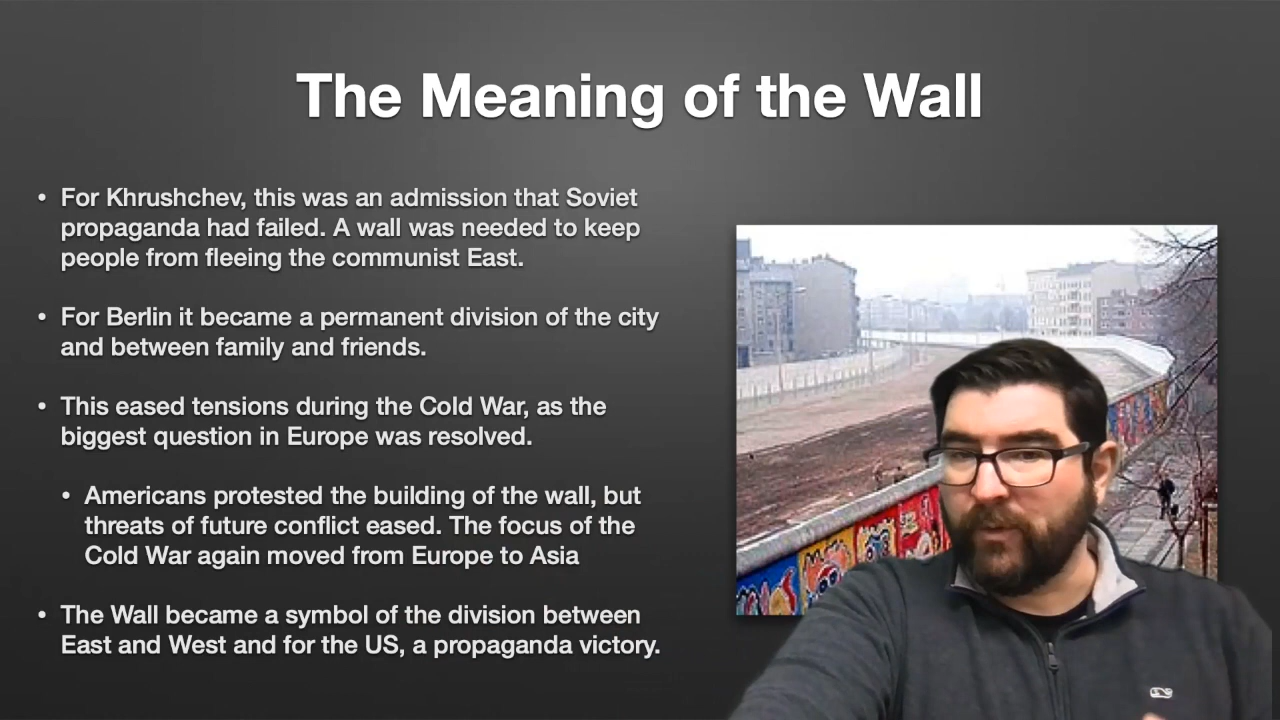 The Meaning of the Wall
• For Khrushchev, this was an admission that Soviet
propaganda had failed. A wall was needed to keep
people from fleeing the communist East.
• For Berlin it became a permanent division of the city
and between family and friends.
• This eased tensions during the Cold War, as the
biggest question in Europe was resolved.
• Americans protested the building of the wall, but
threats of future conflict eased. The focus of the
Cold War again moved from Europe to Asia
• The Wall became a symbol of the division between
East and West and for the US, a propaganda victory.